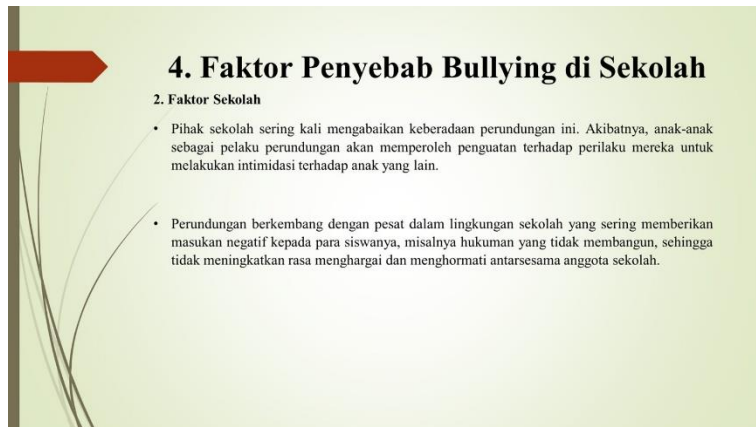 4. Faktor Penyebab Bullying di Sekolah
2. Faktor Sekolah
• Pihak sekolah sering kali mengabaikan keberadaan perundungan ini. Akibatnya, anak-anak
sebagai pelaku perundungan akan memperoleh penguatan terhadap perilaku mereka untuk
melakukan intimidasi terhadap anak yang lain.
• Perundungan berkembang dengan pesat dalam lingkungan sekolah yang sering memberikan
masukan negatif kepada para siswanya, misalnya hukuman yang tidak membangun, sehingga
tidak meningkatkan rasa menghargai dan menghormati antarsesama anggota sekolah.